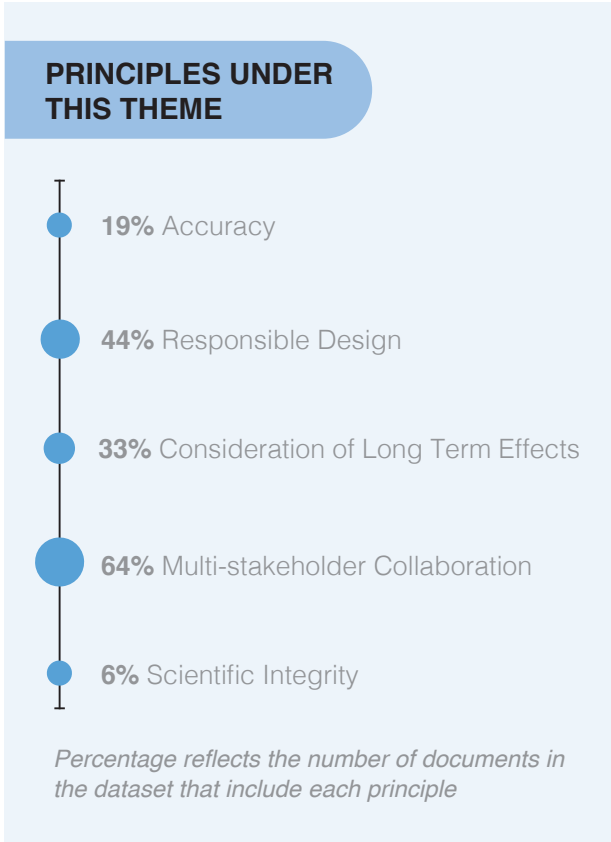 PRINCIPLES UNDER
THIS THEME
19% Accuracy
44% Responsible Design
33% Consideration of Long Term Effects
64% Multi-stakeholder Collaboration
6% Scientific Integrity
Percentage reflects the number of documents in
the dataset that include each principle